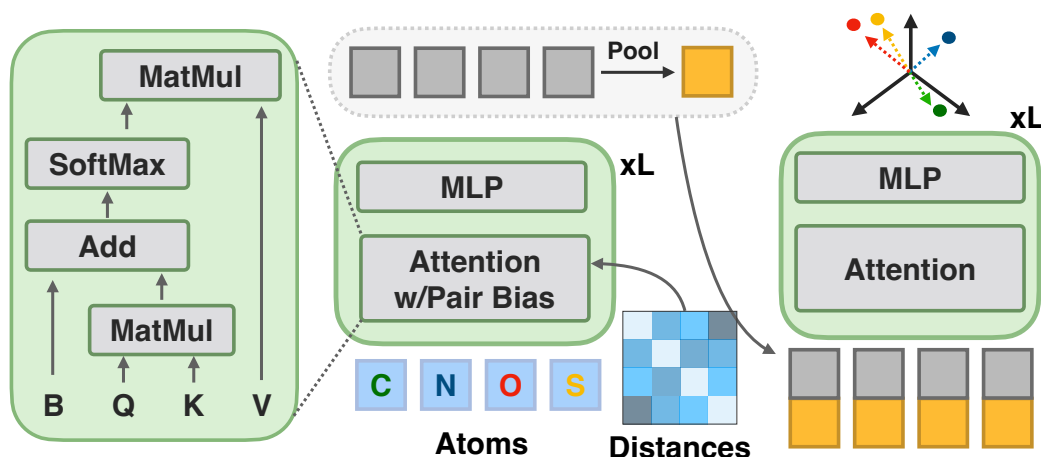 MatMul
SoftMax
Add
MatMul
B Q K V
Pool
xL
MLP
Attention
w/Pair Bias
C N O S
Atoms
Distances
xL
MLP
Attention